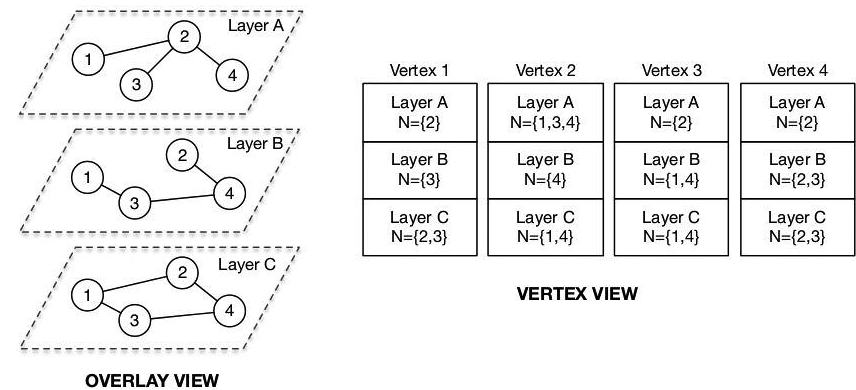 Layer A
1
2
3
4
Layer B
1
2
3
4
Layer C
1
2
3
4
OVERLAY VIEW
Vertex 1 Vertex 2 Vertex 3 Vertex 4
Layer A Layer A Layer A Layer A
N={2} N={1,3,4} N={2} N={2}
Layer B Layer B Layer B Layer B
N={3} N={4} N={1,4} N={2,3}
Layer C Layer C Layer C Layer C
N={2,3} N={1,4} N={1,4} N={2,3}
VERTEX VIEW